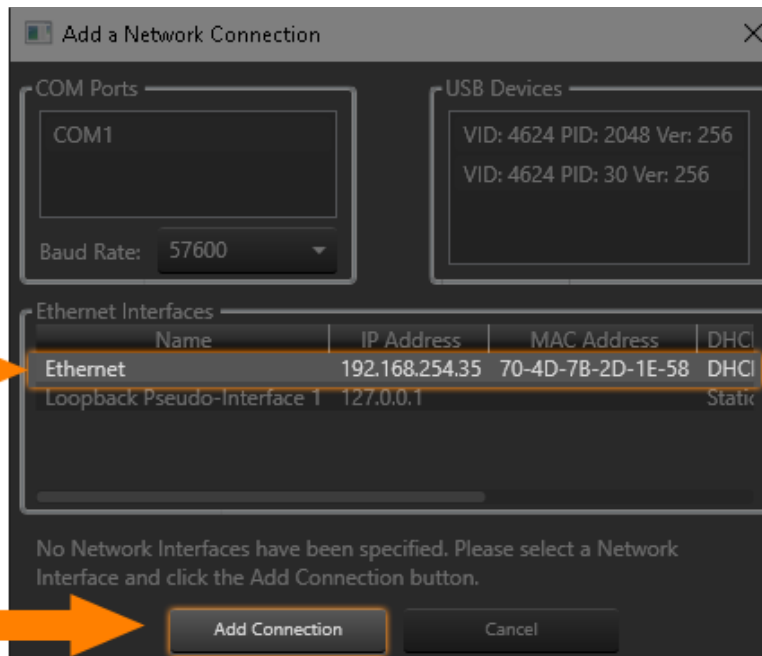 Add a Network Connection
COM Ports
COM1
Baud Rate: 57600
USB Devices
VID: 4624 PID: 2048 Ver: 256
VID: 4624 PID: 30 Ver: 256
Ethernet Interfaces
Name IP Address MAC Address DHC
Ethernet 192.168.254.35 70-4D-7B-2D-1E-58 DHC
Loopback Pseudo-Interface 1 127.0.0.1 Static
No Network Interfaces have been specified. Please select a Network
Interface and click the Add Connection button.
Add Connection Cancel